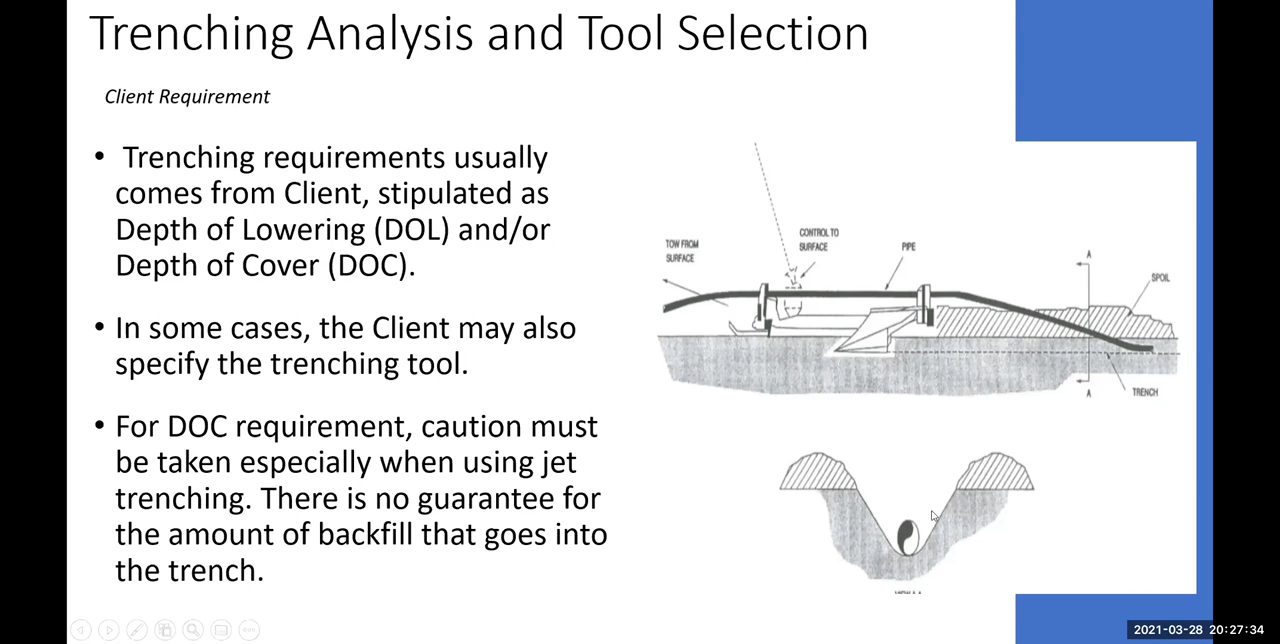 Trenching Analysis and Tool Selection
Client Requirement
• Trenching requirements usually
comes from Client, stipulated as
Depth of Lowering (DOL) and/or
Depth of Cover (DOC).
• In some cases, the Client may also
specify the trenching tool.
• For DOC requirement, caution must
be taken especially when using jet
trenching. There is no guarantee for
the amount of backfill that goes into
the trench.
TOW FROM
SURFACE
CONTROL TO
SURFACE
PIPE
A
SPOIL
A
TRENCH
2021-03-28 20:27:34